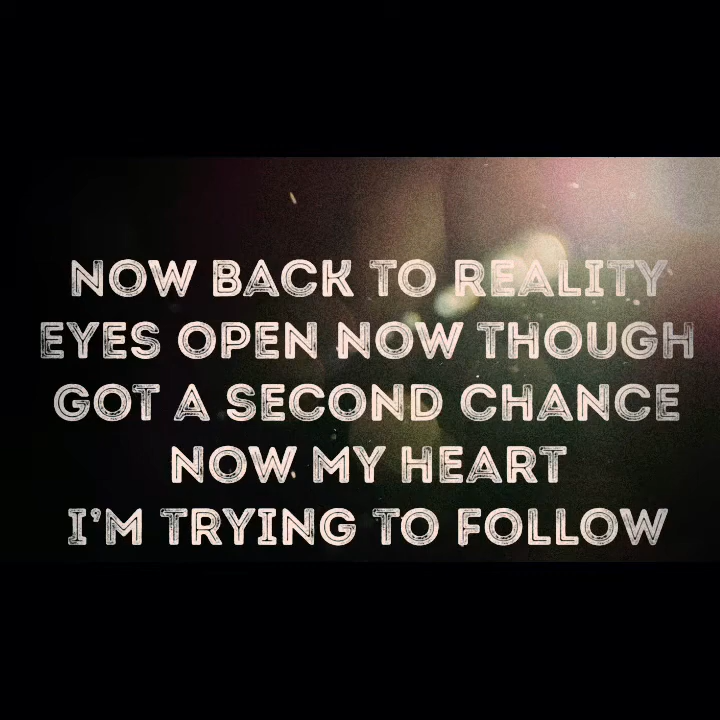 NOW BACK TO REALITY
EYES OPEN NOW THOUGH
GOT A SECOND CHANCE
NOW MY HEART
I'M TRYING TO FOLLOW